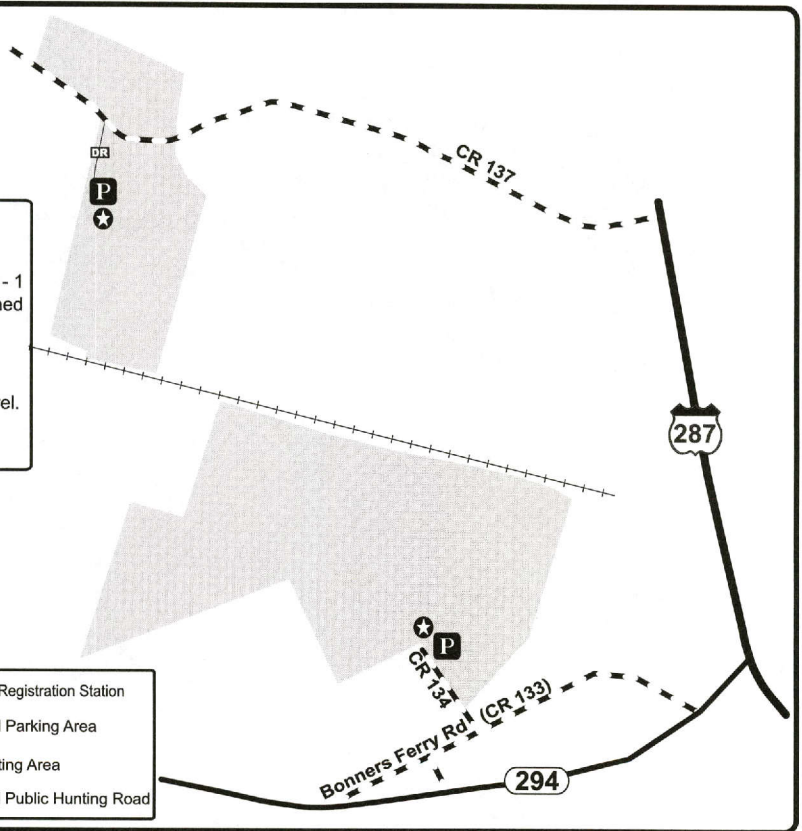 CR 137
DR
P
- 1
ned
el.
287
P
CR 134
Bonners Ferry Rd (CR 133)
294
Registration Station
Parking Area
ting Area
Public Hunting Road